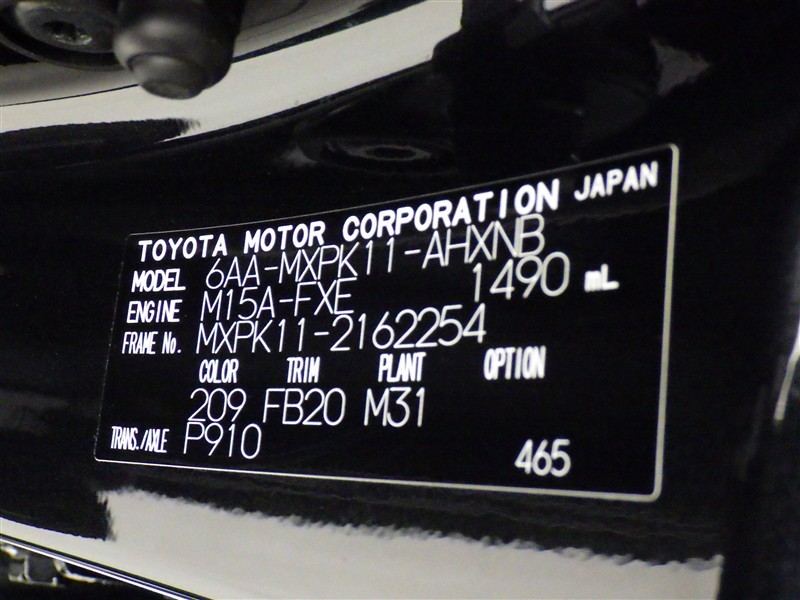 TOYOTA MOTOR CORPORATION JAPAN
MODEL 6AA-MXPK11-AHXNB
ENGINE M15A-FXE 1490 mL
FRAME No. MXPK11-2162254
COLOR TRIM PLANT OPTION
209 FB20 M31
TRANS./AXLE P910
465